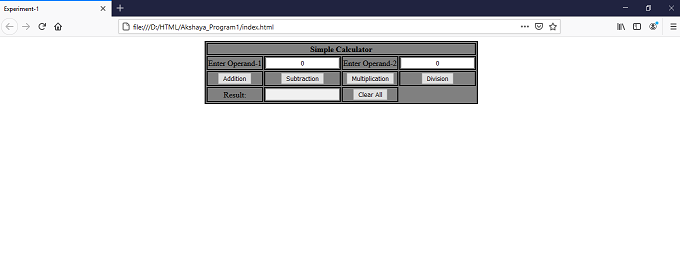 Experiment-1
file:///D:/HTML/Akshaya_Program1/index.html
Simple Calculator
Enter Operand-1 0 Enter Operand-2 0
Addition Subtraction Multiplication Division
Result: Clear All